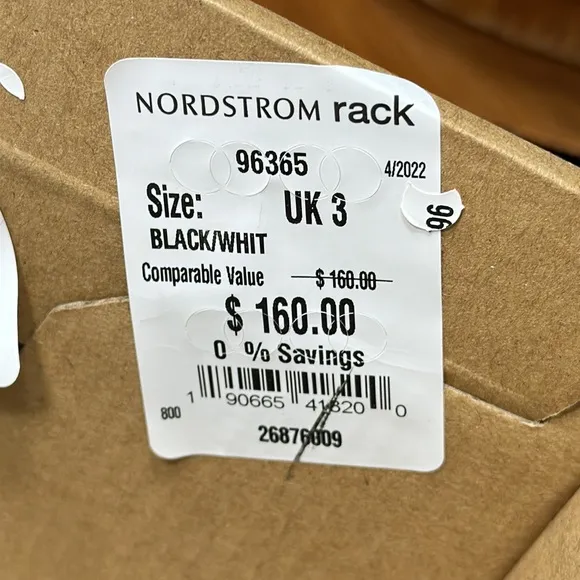 NORDSTROM rack
96365
4/2022
Size: UK 3
96
BLACK/WHIT
Comparable Value $ 160.00
$ 160.00
0 % Savings
1 90665 41820 0
800
26876009